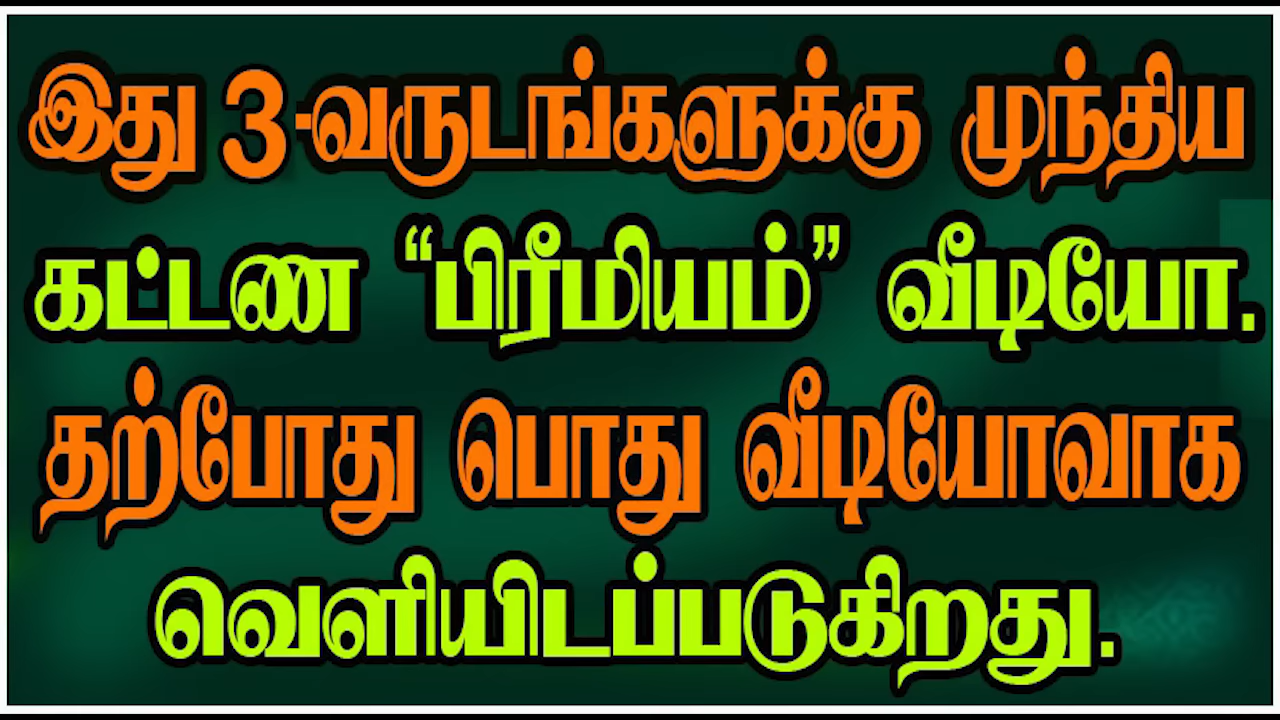 இது 3-வருடங்களுக்கு முந்திய
கட்டண “பிரீமியம்” வீடியோ.
தற்போது பொது வீடியோவாக
வெளியிடப்படுகிறது.